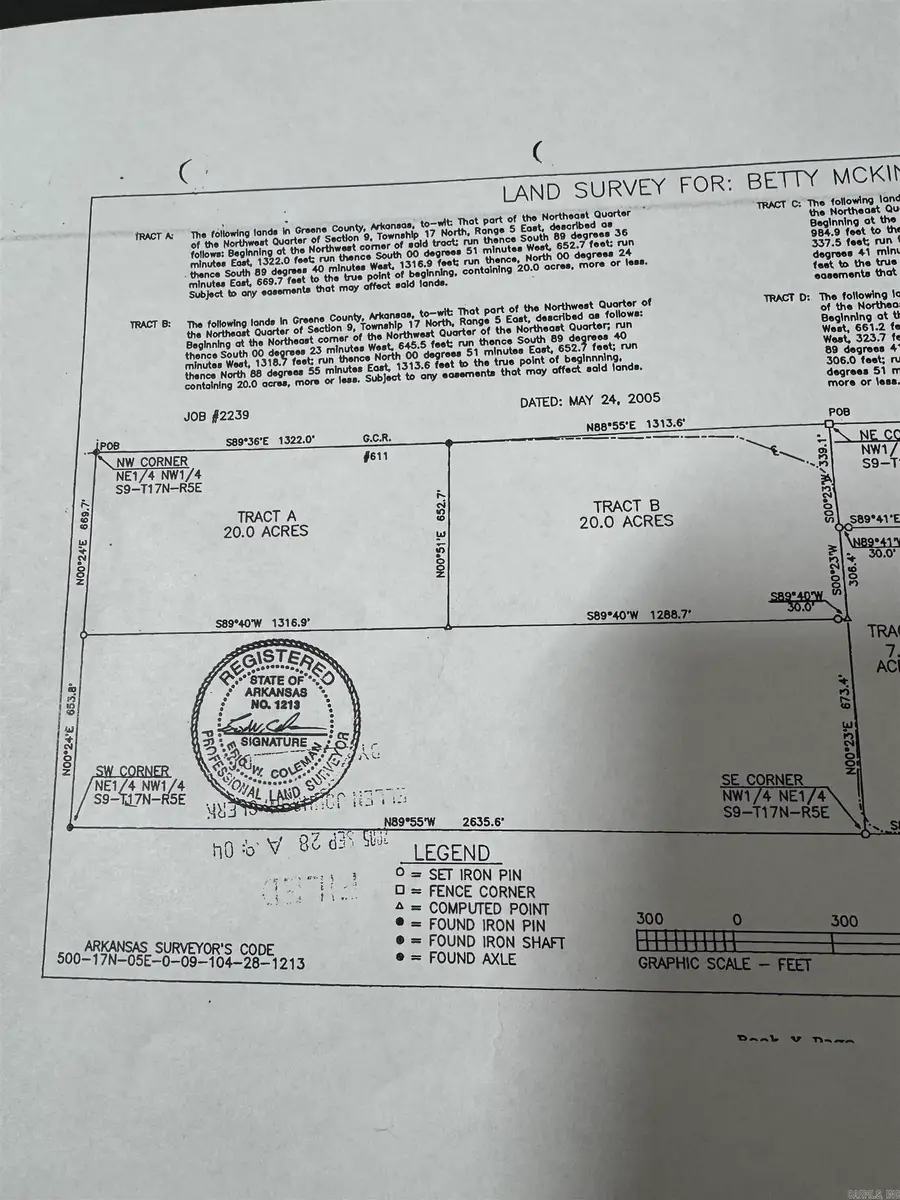 LAND SURVEY FOR: BETTY
TRACT A: The following lands in Greene County, Arkansas, to-wit: That part of the Northeast Quarter
of the Northwest Quarter of Section 9, Township 17 North, Range 5 East, described as
follows: Beginning at the Northwest corner of said tract; run thence South 89 degrees 36
minutes East, 1322.0 feet; run thence South 00 degrees 51 minutes West, 652.7 feet; run
thence South 89 degrees 40 minutes West, 1316.9 feet; run thence, North 00 degrees 24
minutes East, 669.7 feet to the true point of beginning, containing 20.0 acres, more or less.
Subject to any easements that may affect said lands.
TRACT B: The following lands in Greene County, Arkansas, to-wit: That part of the Northwest Quarter of
the Northeast Quarter of Section 9, Township 17 North, Range 5 East, described as follows:
Beginning at the Northeast corner of the Northwest Quarter of the Northeast Quarter; run
thence South 00 degrees 23 minutes West, 645.5 feet; run thence South 89 degrees 40
minutes West, 1318.7 feet; run thence North 00 degrees 51 minutes East, 652.7 feet; run
thence North 88 degrees 55 minutes East, 1313.6 feet to the true point of beginnning,
containing 20.0 acres, more or less. Subject to any easements that may affect said lands.
TRACT C: The following land
the Northeast
Beginning at the
984.9 feet to the
337.5 feet; run
degrees 41
feet to the true
easements that
TRACT D: The following
of the
Beginning at
West, 661.2
West, 323.7
89 degrees
306.0 feet;
degrees 51
more or less.
JOB #2239
DATED: MAY 24, 2005
POB
S89°36'E 1322.0'
G.C.R.
#611
N88°55'E 1313.6'
POB
NW CORNER
NE1/4 NW1/4
S9-T17N-R5E
NE
NW1/
S9-
N00°24'E 669.7'
TRACT A
20.0 ACRES
N00°51'E 652.7'
TRACT B
20.0 ACRES
S00°23'W 339.1'
S89°41'E
N89°41'
30.0'
S00°23'W
306.4'
S89°40'W
30.0'
S89°40'W 1316.9'
S89°40'W 1288.7'
7.
N00°24'E 653.8'
REGISTERED
STATE OF
ARKANSAS
NO. 1213
SIGNATURE
ERIC W. COLEMAN
PROFESSIONAL LAND SURVEYOR
N00°23'E 673.4'
SW CORNER
NE1/4 NW1/4
S9-T17N-R5E
SE CORNER
NW1/4 NE1/4
S9-T17N-R5E
BY
CLERK
N89°55'W 2635.6'
2005 SEP 28 A 9:04
FILED
LEGEND
= SET IRON PIN
= FENCE CORNER
= COMPUTED POINT
= FOUND IRON PIN
= FOUND IRON SHAFT
= FOUND AXLE
ARKANSAS SURVEYOR'S CODE
500-17N-05E-0-09-104-28-1213
300 0 300
GRAPHIC SCALE - FEET